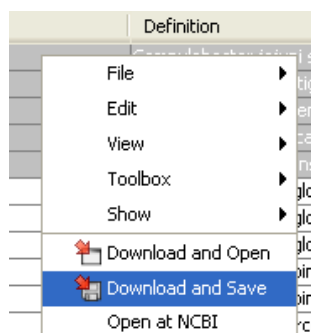 Definition
File
Edit
View
Toolbox
Show
Download and Open
Download and Save
Open at NCBI